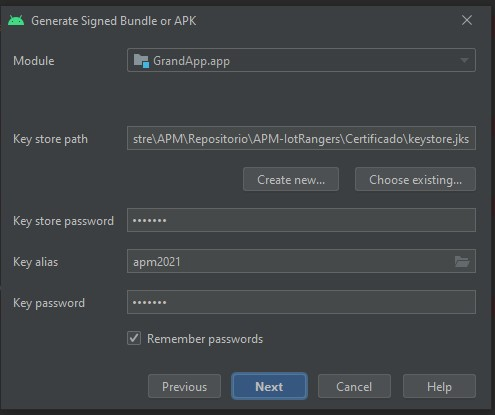 Generate Signed Bundle or APK
Module GrandApp.app
Key store path stre\APM\Repositorio\APM-IotRangers\Certificado\keystore.jks
Create new... Choose existing...
Key store password •••••••
Key alias apm2021
Key password •••••••
Remember passwords
Previous Next Cancel Help